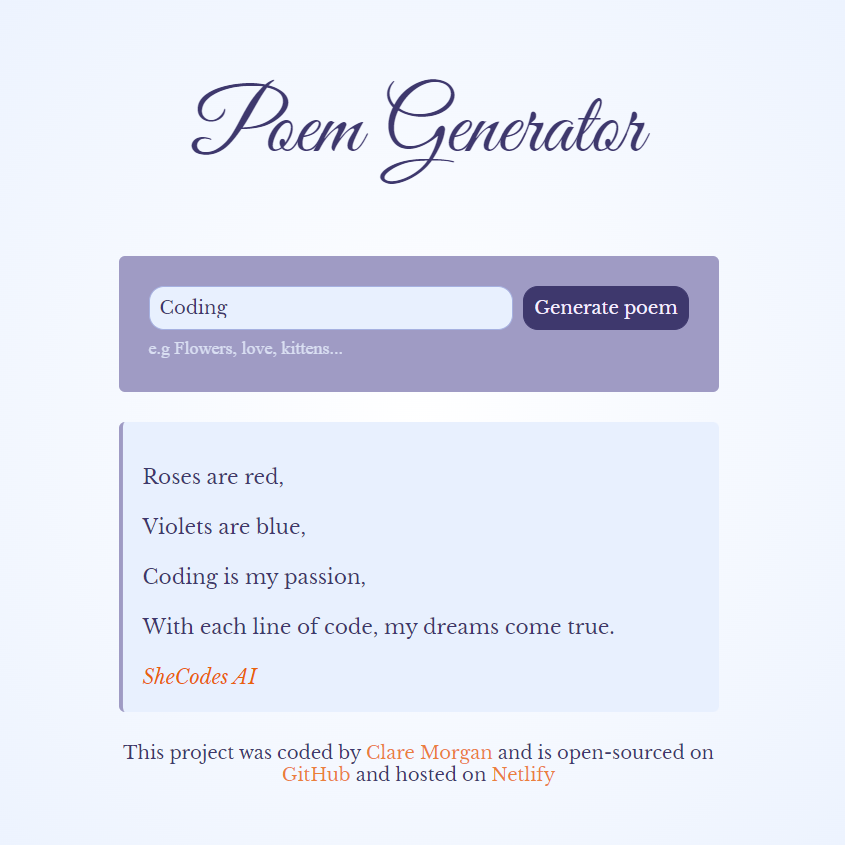 Poem Generator
Coding
Generate poem
e.g Flowers, love, kittens...
Roses are red,
Violets are blue,
Coding is my passion,
With each line of code, my dreams come true.
SheCodes AI
This project was coded by Clare Morgan and is open-sourced on
GitHub and hosted on Netlify